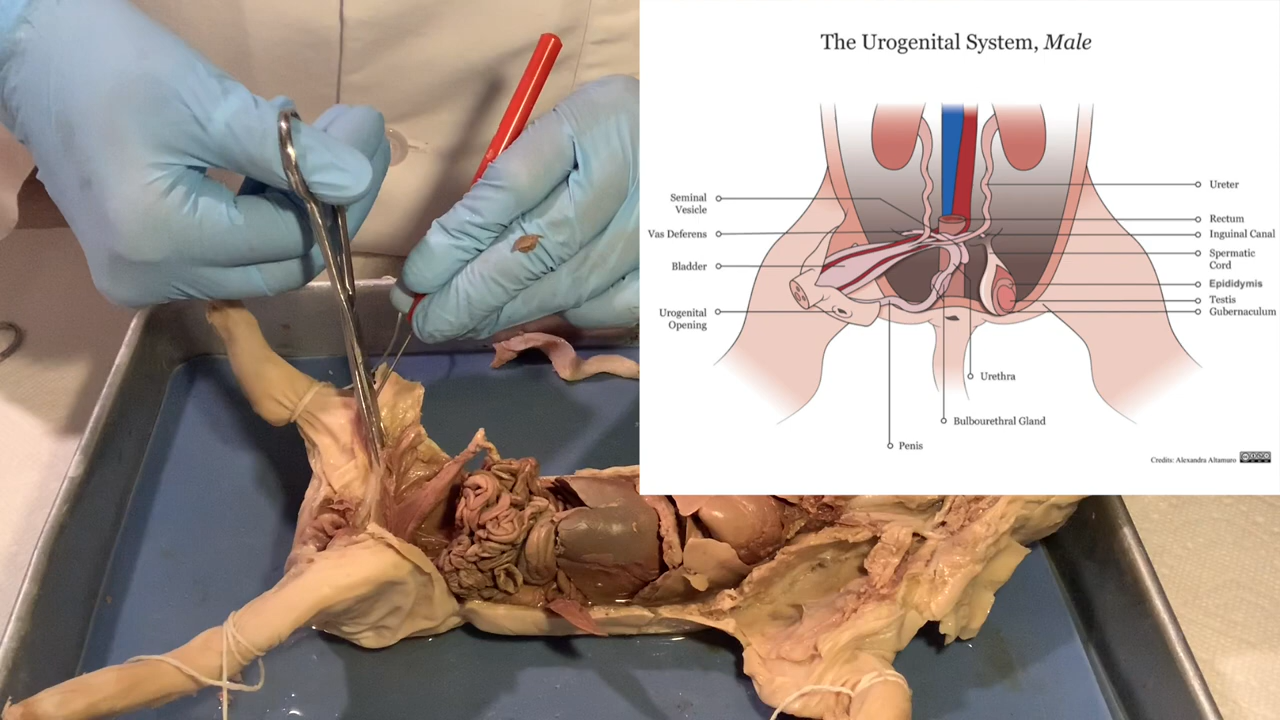 The Urogenital System, Male
Seminal
Vesicle
Vas Deferens
Bladder
Urogenital
Opening
Ureter
Rectum
Inguinal Canal
Spermatic
Cord
Epididymis
Testis
Gubernaculum
Urethra
Bulbourethral Gland
Penis
Credits: Alexandra Altamuro